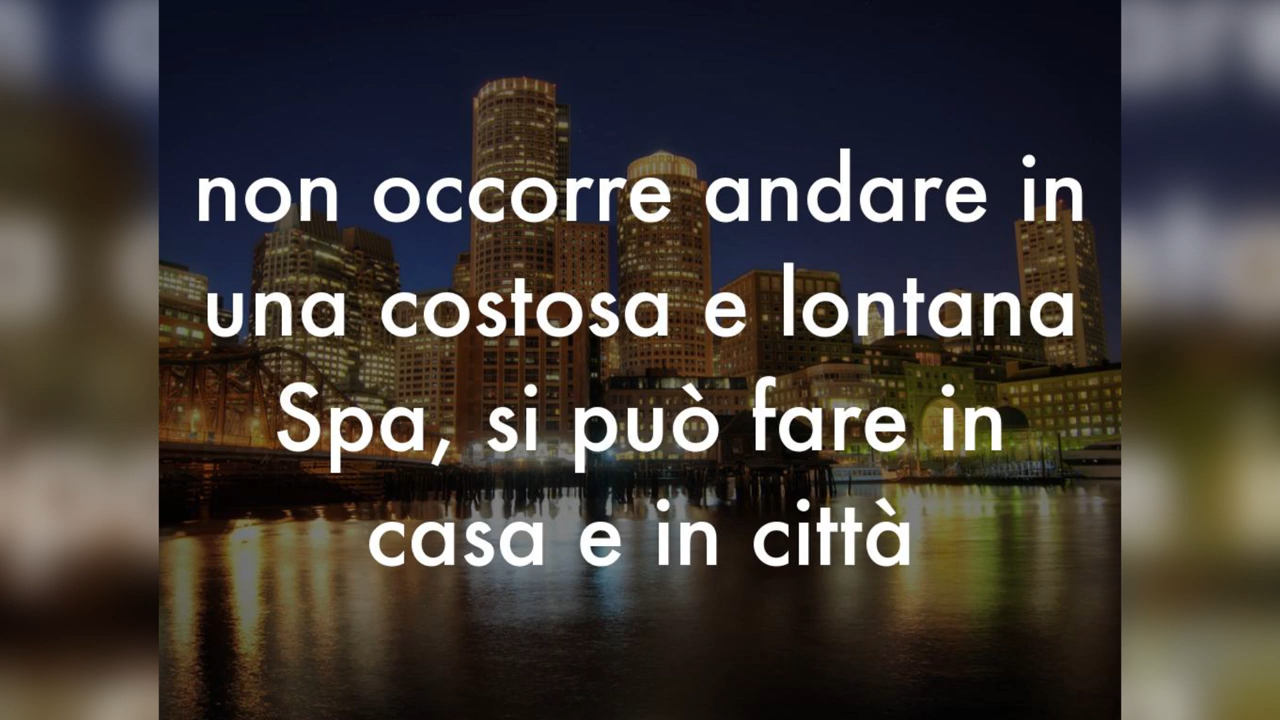 non occorre andare in
una costosa e lontana
Spa, si può fare in
casa e in città